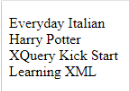 Everyday Italian
Harry Potter
XQuery Kick Start
Learning XML